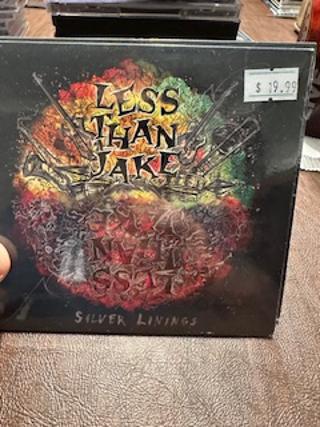 LESS
THAN
JAKE
$ 19.99
SILVER LININGS